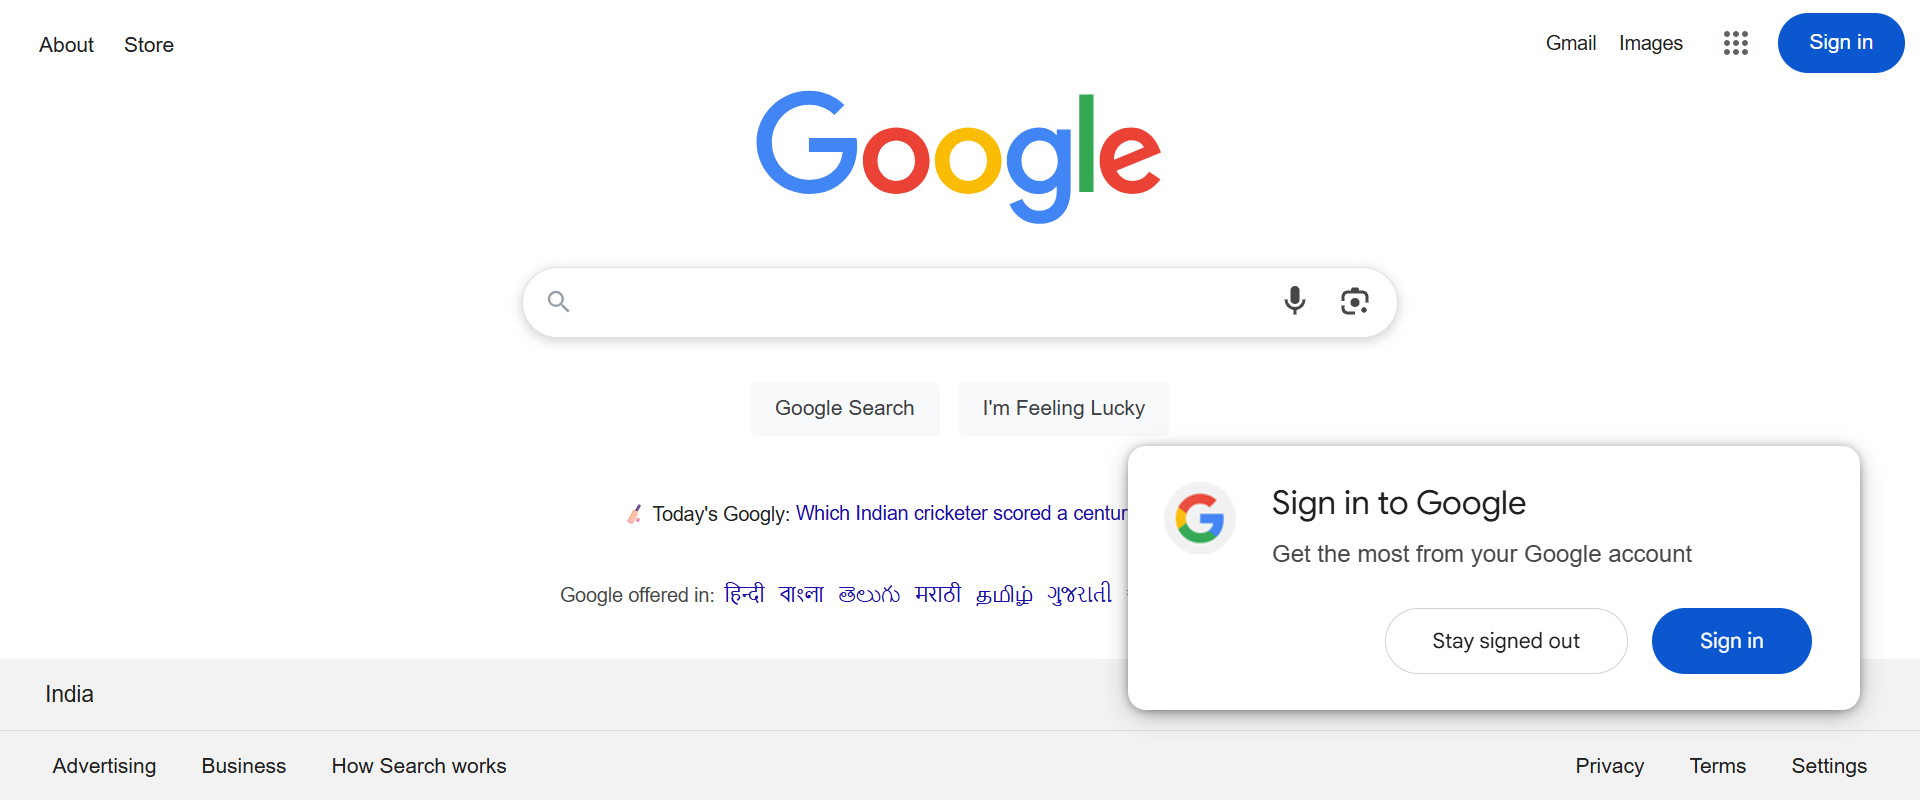 About Store Gmail Images Sign in
Google
Google Search I'm Feeling Lucky
Today's Googly: Which Indian cricketer scored a centur
Google offered in: हिन्दी বাংলা తెలుగు मराठी தமிழ் ગુજરાતી
Sign in to Google
Get the most from your Google account
Stay signed out Sign in
India
Advertising Business How Search works Privacy Terms Settings